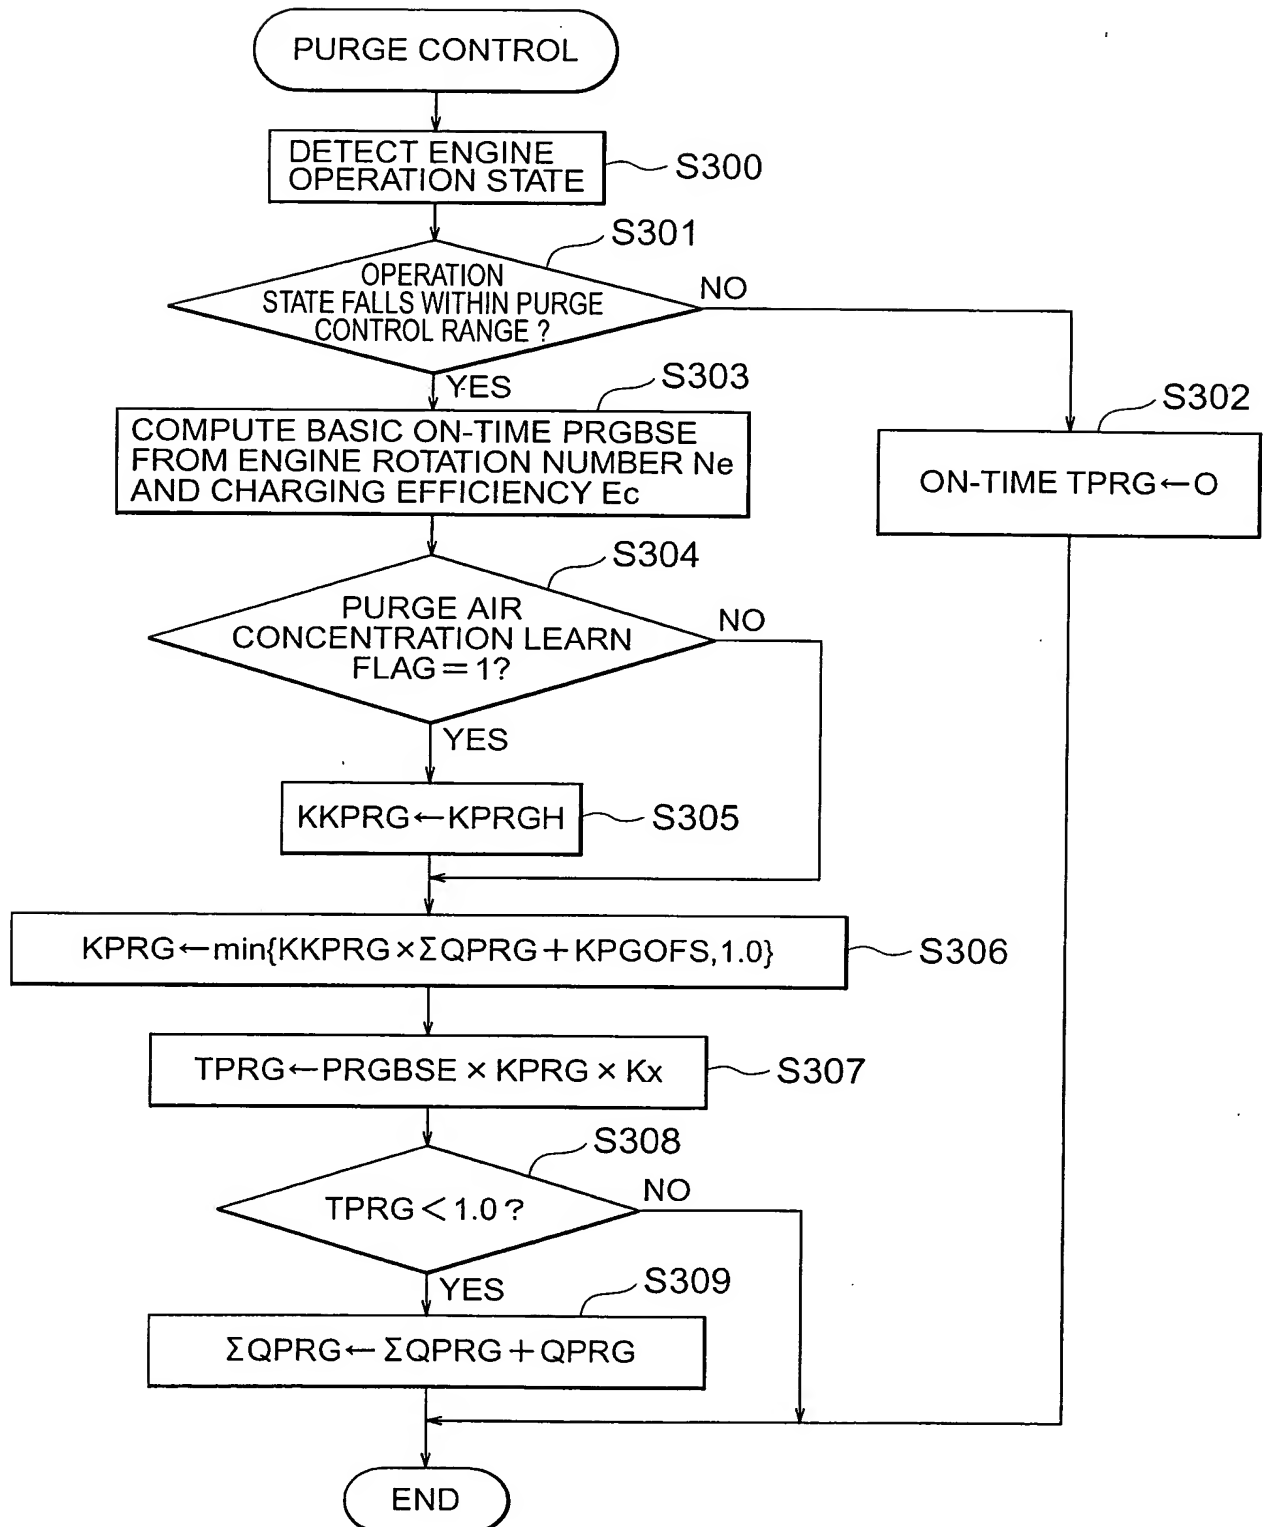 PURGE CONTROL
DETECT ENGINE
OPERATION STATE
S300
S301
OPERATION
STATE FALLS WITHIN PURGE
CONTROL RANGE ?
NO
YES
S303
S302
COMPUTE BASIC ON-TIME PRGBSE
FROM ENGINE ROTATION NUMBER Ne
AND CHARGING EFFICIENCY Ec
ON-TIME TPRG←O
S304
PURGE AIR
CONCENTRATION LEARN
FLAG=1?
NO
YES
KKPRG←KPRGH
S305
KPRG←min{KKPRG×ΣQPRG+KPGOFS,1.0}
S306
TPRG←PRGBSE × KPRG × Kx
S307
S308
TPRG<1.0 ?
NO
YES
S309
ΣQPRG←ΣQPRG+QPRG
END